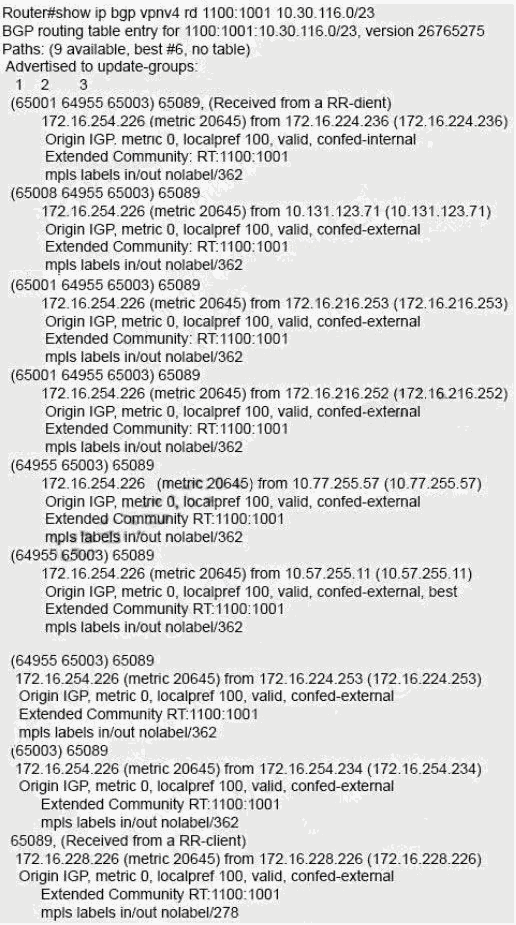 Router#show ip bgp vpnv4 rd 1100:1001 10.30.116.0/23
BGP routing table entry for 1100:1001:10.30.116.0/23, version 26765275
Paths: (9 available, best #6, no table)
Advertised to update-groups:
1 2 3
(65001 64955 65003) 65089, (Received from a RR-dient)
172.16.254.226 (metric 20645) from 172.16.224.236 (172.16.224.236)
Origin IGP. metric 0, localpref 100, valid, confed-internal
Extended Community: RT:1100:1001
mpls labels in/out nolabel/362
(65008 64955 65003) 65089
172.16.254.226 (metric 20645) from 10.131.123.71 (10.131.123.71)
Origin IGP, metric 0, localpref 100, valid, confed-external
Extended Community: RT:1100:1001
mpls labels in/out nolabel/362
(65001 64955 65003) 65089
172.16.254.226 (metric 20645) from 172.16.216.253 (172.16.216.253)
Origin IGP, metric 0, localpref 100, valid, confed-external
Extended Community: RT:1100:1001
mpls labels in/out nolabel/362
(65001 64955 65003) 65089
172.16.254.226 (metric 20645) from 172.16.216.252 (172.16.216.252)
Origin IGP, metric 0, localpref 100, valid, confed-external
Extended Community: RT:1100:1001
mpls labels in/out nolabel/362
(64955 65003) 65089
172.16.254.226 (metric 20645) from 10.77.255.57 (10.77.255.57)
Origin IGP, metric 0, localpref 100, valid, confed-external
Extended Community RT:1100:1001
mpls labels in/out nolabel/362
(64955 65003) 65089
172.16.254.226 (metric 20645) from 10.57.255.11 (10.57.255.11)
Origin IGP, metric 0, localpref 100, valid, confed-external, best
Extended Community RT:1100:1001
mpls labels in/out nolabel/362
(64955 65003) 65089
172.16.254.226 (metric 20645) from 172.16.224.253 (172.16.224.253)
Origin IGP, metric 0, localpref 100, valid, confed-external
Extended Community RT:1100:1001
mpls labels in/out nolabel/362
(65003) 65089
172.16.254.226 (metric 20645) from 172.16.254.234 (172.16.254.234)
Origin IGP, metric 0, localpref 100, valid, confed-external
Extended Community RT:1100:1001
mpls labels in/out nolabel/362
65089, (Received from a RR-client)
172.16.228.226 (metric 20645) from 172.16.228.226 (172.16.228.226)
Origin IGP, metric 0, localpref 100, valid, confed-external
Extended Community RT:1100:1001
mpls labels in/out nolabel/278